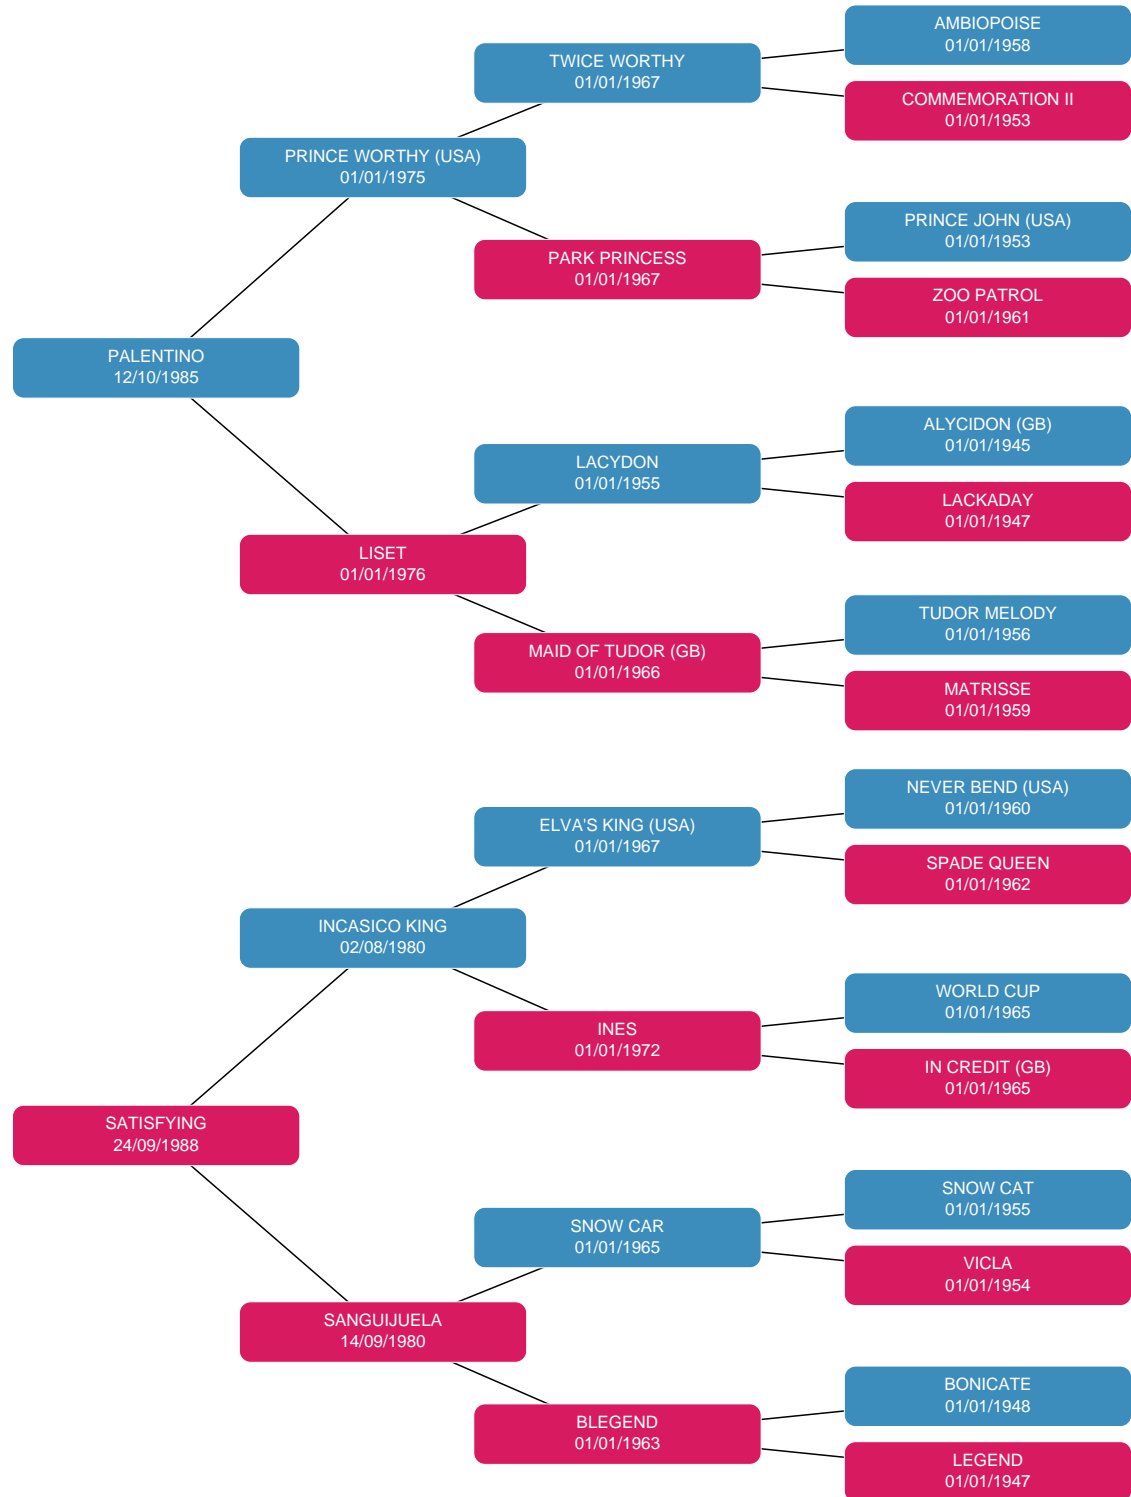 AMBIOPOISE
01/01/1958
TWICE WORTHY
01/01/1967
COMMEMORATION II
01/01/1953
PRINCE WORTHY (USA)
01/01/1975
PRINCE JOHN (USA)
01/01/1953
PARK PRINCESS
01/01/1967
ZOO PATROL
01/01/1961
PALENTINO
12/10/1985
ALYCIDON (GB)
01/01/1945
LACYDON
01/01/1955
LACKADAY
01/01/1947
LISET
01/01/1976
TUDOR MELODY
01/01/1956
MAID OF TUDOR (GB)
01/01/1966
MATRISSE
01/01/1959
NEVER BEND (USA)
01/01/1960
ELVA'S KING (USA)
01/01/1967
SPADE QUEEN
01/01/1962
INCASICO KING
02/08/1980
WORLD CUP
01/01/1965
INES
01/01/1972
IN CREDIT (GB)
01/01/1965
SATISFYING
24/09/1988
SNOW CAT
01/01/1955
SNOW CAR
01/01/1965
VICLA
01/01/1954
SANGUIJUELA
14/09/1980
BONICATE
01/01/1948
BLEGEND
01/01/1963
LEGEND
01/01/1947